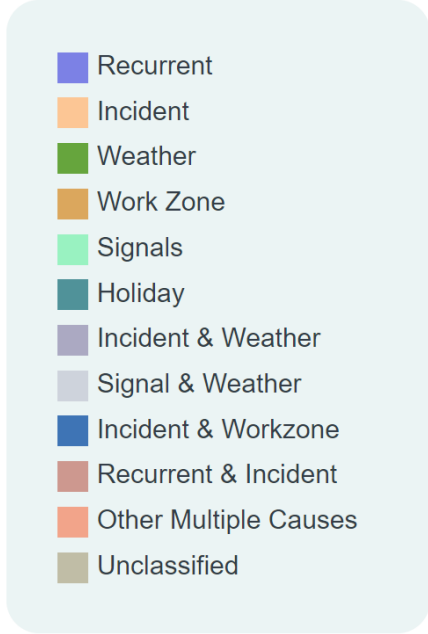 Recurrent
Incident
Weather
Work Zone
Signals
Holiday
Incident & Weather
Signal & Weather
Incident & Workzone
Recurrent & Incident
Other Multiple Causes
Unclassified